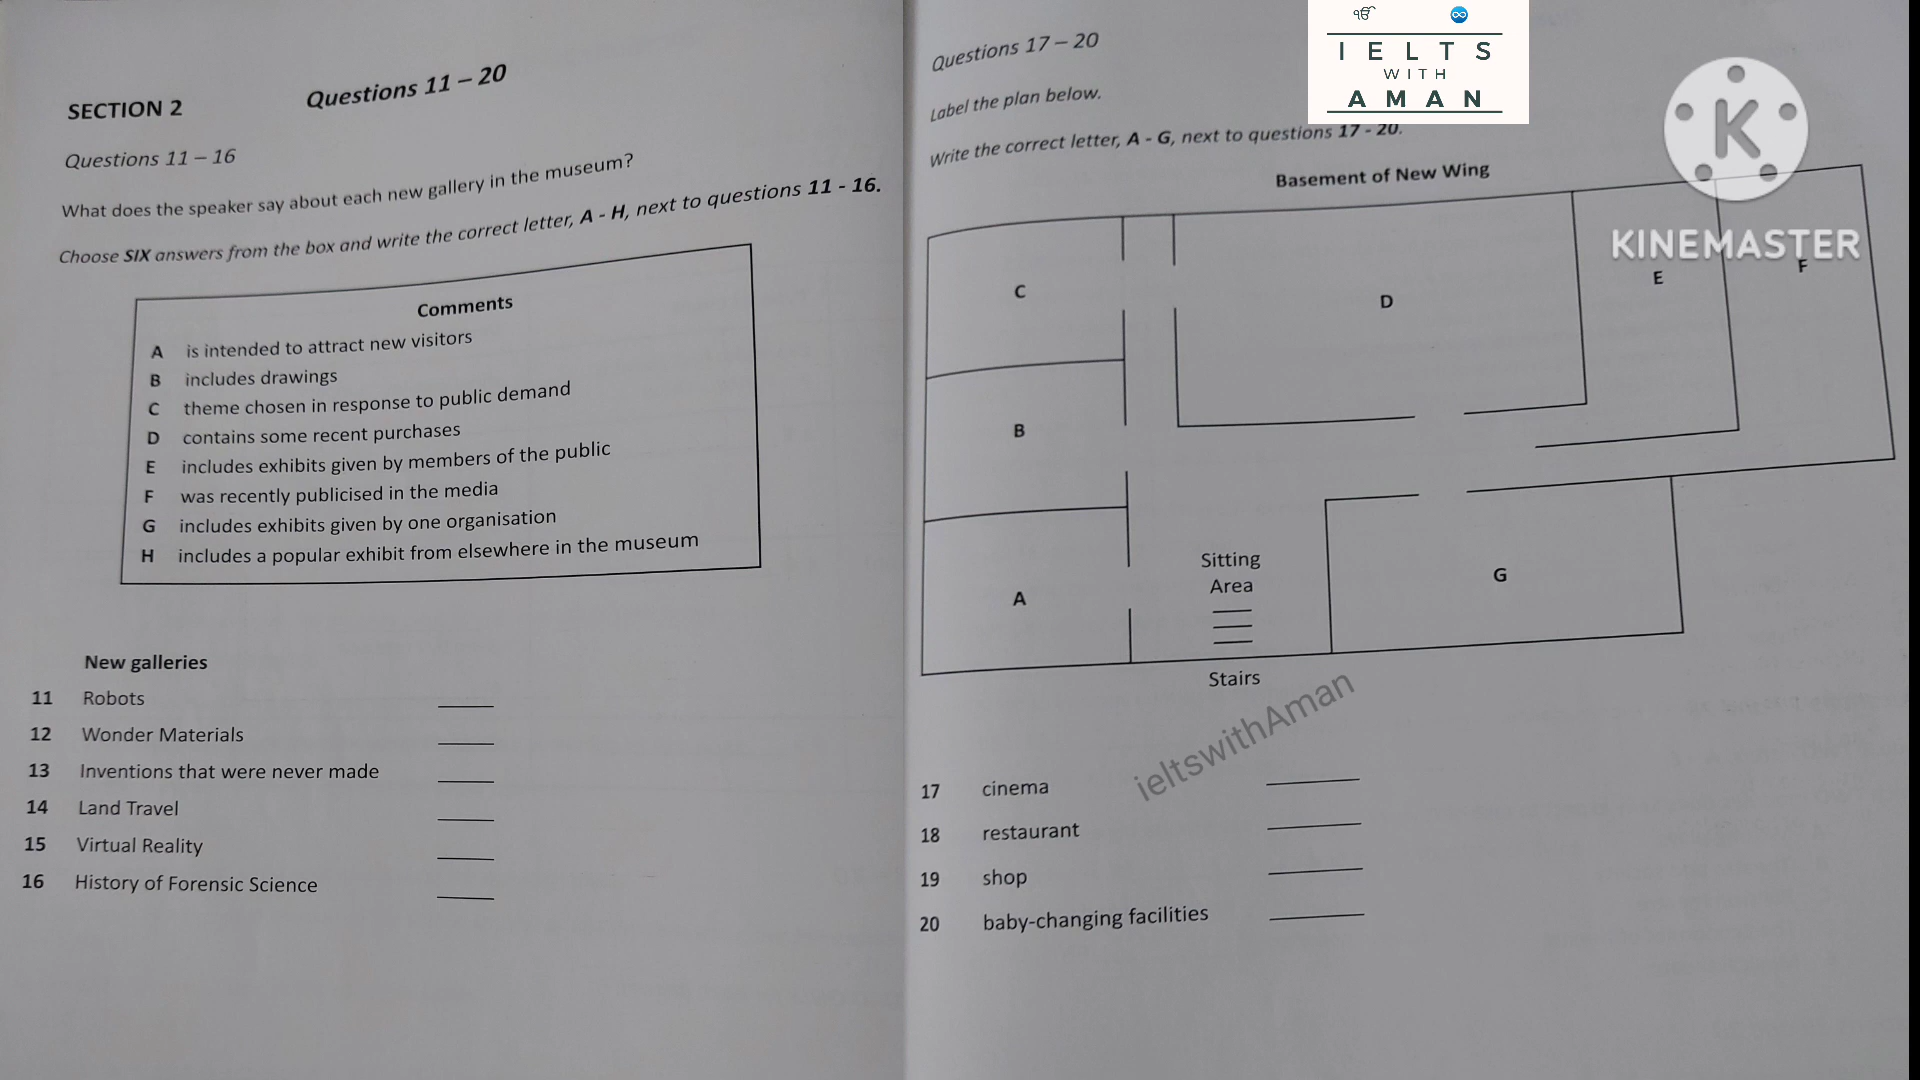 SECTION 2
Questions 11 – 20
Questions 11 – 16
What does the speaker say about each new gallery in the museum?
Choose SIX answers from the box and write the correct letter, A - H, next to questions 11 - 16.
Comments
A is intended to attract new visitors
B includes drawings
C theme chosen in response to public demand
D contains some recent purchases
E includes exhibits given by members of the public
F was recently publicised in the media
G includes exhibits given by one organisation
H includes a popular exhibit from elsewhere in the museum
New galleries
11 Robots
12 Wonder Materials
13 Inventions that were never made
14 Land Travel
15 Virtual Reality
16 History of Forensic Science
Questions 17 – 20
Label the plan below.
Write the correct letter, A - G, next to questions 17 - 20.
Basement of New Wing
C
D
E
F
B
A
Sitting
Area
G
Stairs
17 cinema
18 restaurant
19 shop
20 baby-changing facilities
ieltswithAman
ੴ
IELTS
WITH
AMAN
K
KINEMASTER